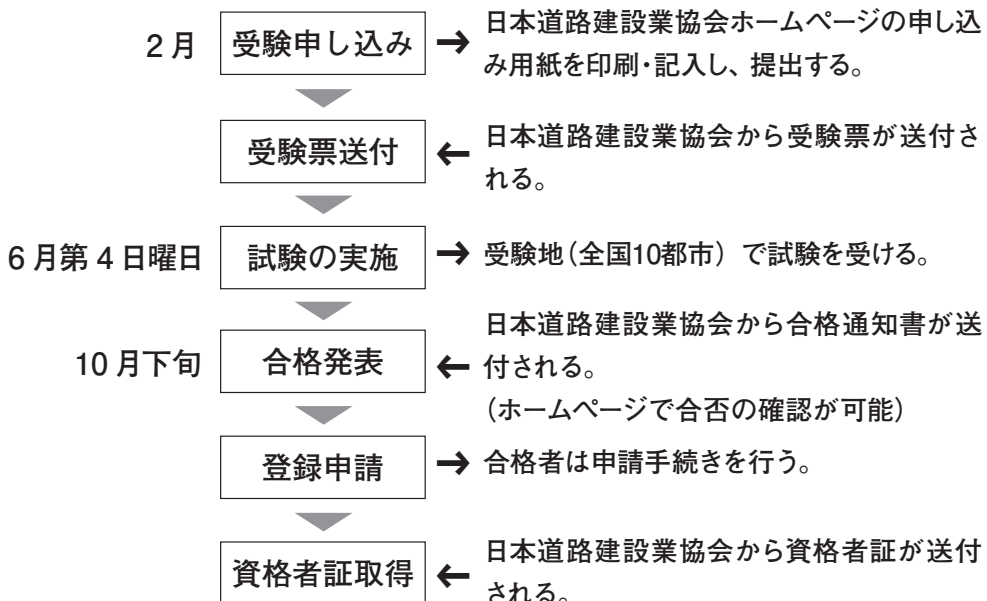 2月
受験申し込み
→
日本道路建設業協会ホームページの申し込
み用紙を印刷・記入し、提出する。
受験票送付
←
日本道路建設業協会から受験票が送付さ
れる。
6月第4日曜日
試験の実施
→
受験地(全国10都市)で試験を受ける。
10月下旬
合格発表
←
日本道路建設業協会から合格通知書が送
付される。
(ホームページで合否の確認が可能)
登録申請
→
合格者は申請手続きを行う。
資格者証取得
←
日本道路建設業協会から資格者証が送付
される。